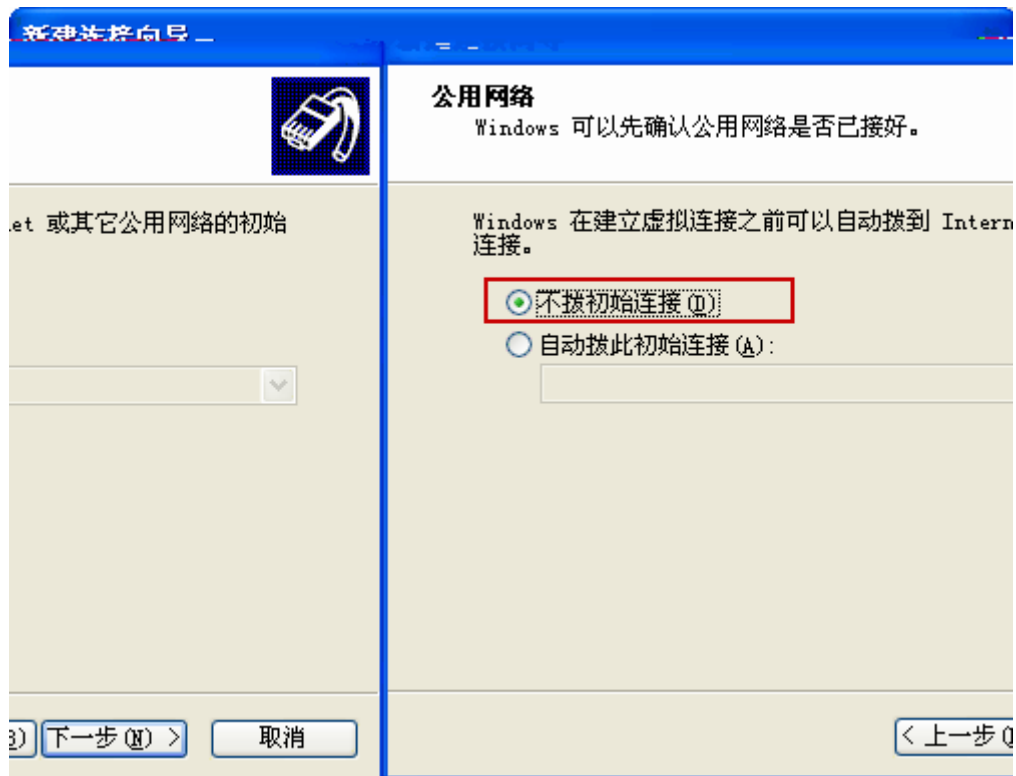 新建连接向导
公用网络
Windows 可以先确认公用网络是否已接好。
et 或其它公用网络的初始
Windows 在建立虚拟连接之前可以自动拨到 Intern
连接。
不拨初始连接(D)
自动拨此初始连接(A):
下一步(N) >
取消
< 上一步(